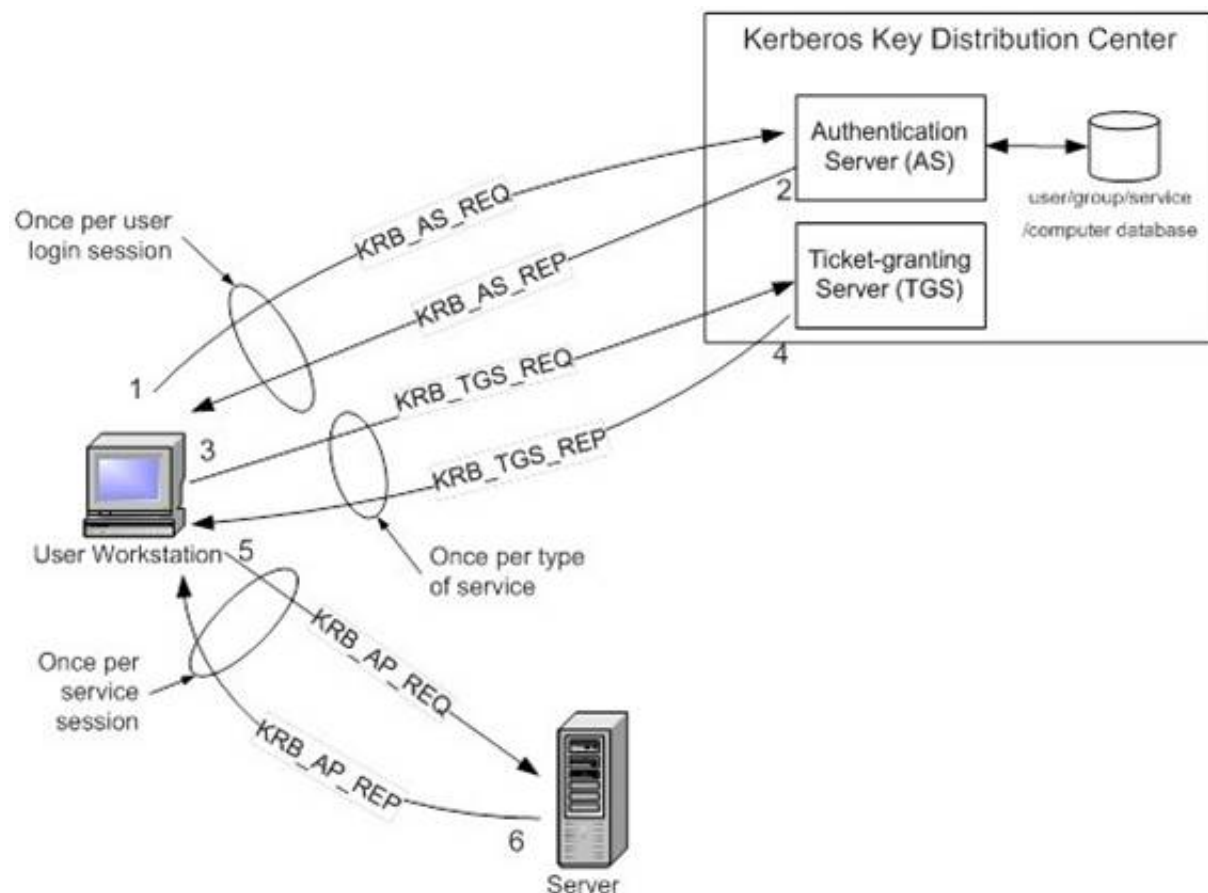 Kerberos Key Distribution Center
Authentication
Server (AS)
user/group/service
/computer database
Ticket-granting
Server (TGS)
Once per user
login session
KRB_AS_REQ
2
KRB_AS_REP
1
KRB_TGS_REQ
4
3
KRB_TGS_REP
User Workstation
5
Once per type
of service
KRB_AP_REQ
Once per
service
session
KRB_AP_REP
6
Server